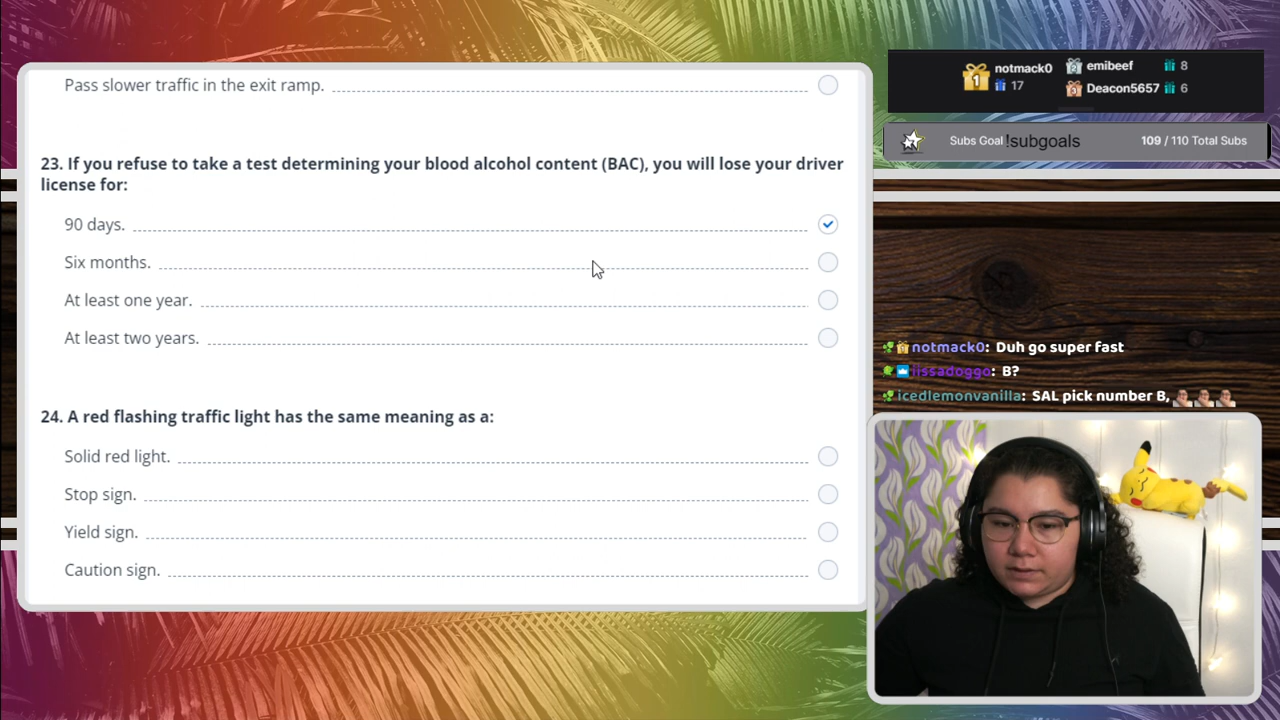 Pass slower traffic in the exit ramp.
23. If you refuse to take a test determining your blood alcohol content (BAC), you will lose your driver
license for:
90 days.
Six months.
At least one year.
At least two years.
24. A red flashing traffic light has the same meaning as a:
Solid red light.
Stop sign.
Yield sign.
Caution sign.
1 notmack0 17
2 emibeef 8
3 Deacon5657 6
Subs Goal !subgoals 109 / 110 Total Subs
notmack0: Duh go super fast
iissadoggo: B?
icedlemonvanilla: SAL pick number B,